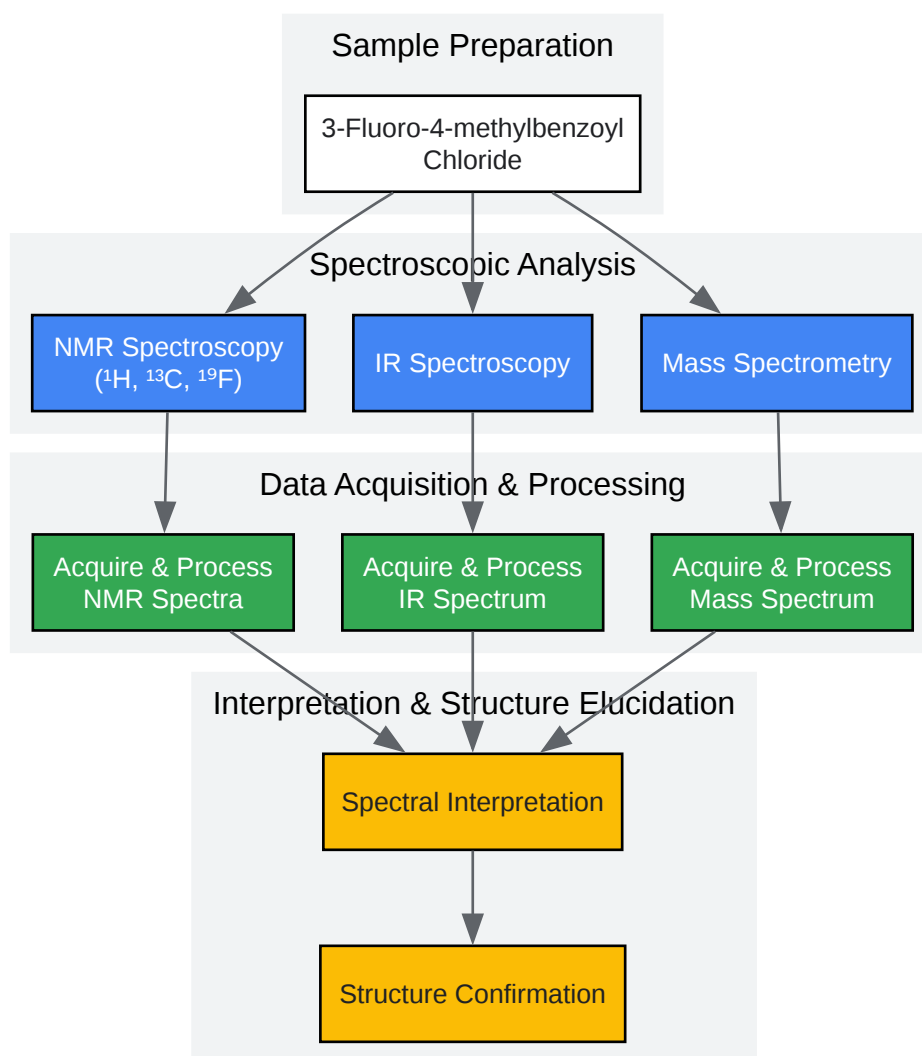 Sample Preparation
3-Fluoro-4-methylbenzoyl
Chloride
Spectroscopic Analysis
NMR Spectroscopy
(¹H, ¹³C, ¹⁹F)
IR Spectroscopy
Mass Spectrometry
Data Acquisition & Processing
Acquire & Process
NMR Spectra
Acquire & Process
IR Spectrum
Acquire & Process
Mass Spectrum
Interpretation & Structure Elucidation
Spectral Interpretation
Structure Confirmation